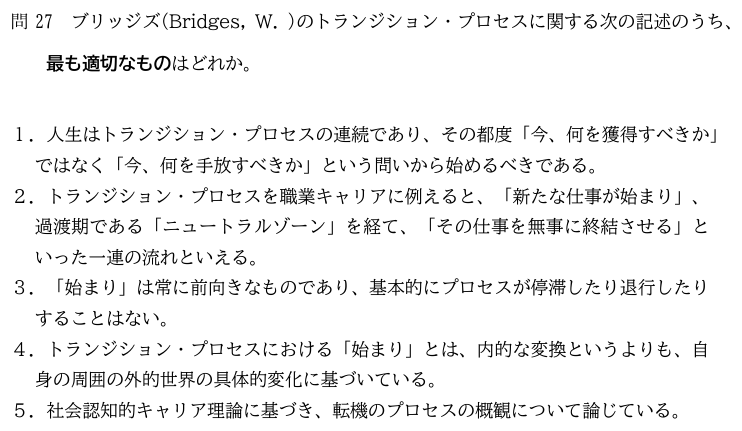 問 27　ブリッジズ(Bridges, W. )のトランジション・プロセスに関する次の記述のうち、
最も適切なものはどれか。
１．人生はトランジション・プロセスの連続であり、その都度「今、何を獲得すべきか」
ではなく「今、何を手放すべきか」という問いから始めるべきである。
２．トランジション・プロセスを職業キャリアに例えると、「新たな仕事が始まり」、
過渡期である「ニュートラルゾーン」を経て、「その仕事を無事に終結させる」と
いった一連の流れといえる。
３．「始まり」は常に前向きなものであり、基本的にプロセスが停滞したり退行したり
することはない。
４．トランジション・プロセスにおける「始まり」とは、内的な変換というよりも、自
身の周囲の外的世界の具体的変化に基づいている。
５．社会認知的キャリア理論に基づき、転機のプロセスの概観について論じている。